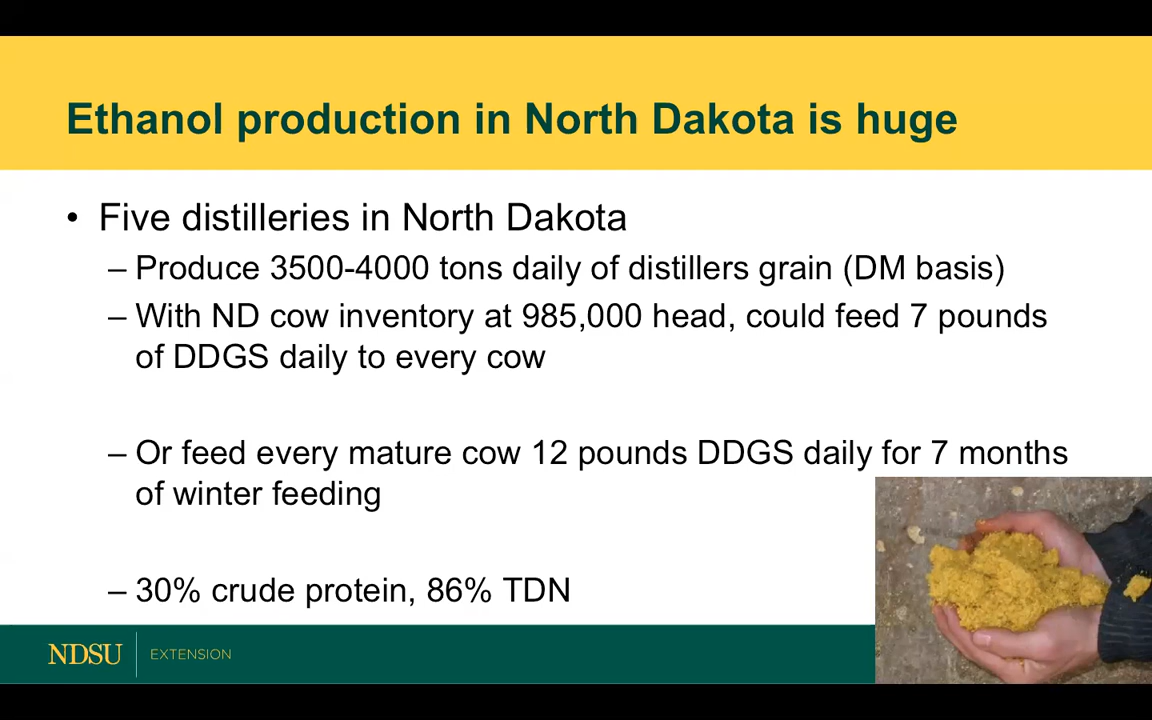 Ethanol production in North Dakota is huge
• Five distilleries in North Dakota
– Produce 3500-4000 tons daily of distillers grain (DM basis)
– With ND cow inventory at 985,000 head, could feed 7 pounds
of DDGS daily to every cow
– Or feed every mature cow 12 pounds DDGS daily for 7 months
of winter feeding
– 30% crude protein, 86% TDN
NDSU EXTENSION